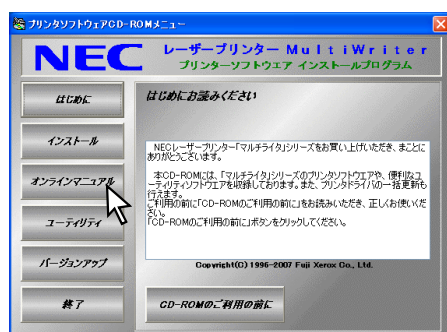 プリンタソフトウェアCD-ROMメニュー
NEC
レーザープリンター MultiWriter
プリンターソフトウエア インストールプログラム
はじめに
インストール
オンラインマニュアル
ユーティリティ
バージョンアップ
終了
はじめにお読みください
NECレーザープリンター「マルチライタ」シリーズをお買い上げいただき、まことに
ありがとうございます。
本CD-ROMには、「マルチライタ」シリーズのプリンタソフトウエアや、便利なユ
ーティリティソフトウエアを収録しております。また、プリンタドライバの一括更新も
行えます。
ご利用の前に「CD-ROMのご利用の前に」をお読みいただき、正しくお使いくだ
さい。
「CD-ROMのご利用の前に」ボタンをクリックしてください。
Copyright(C) 1996-2007 Fuji Xerox Co., Ltd.
CD-ROMのご利用の前に